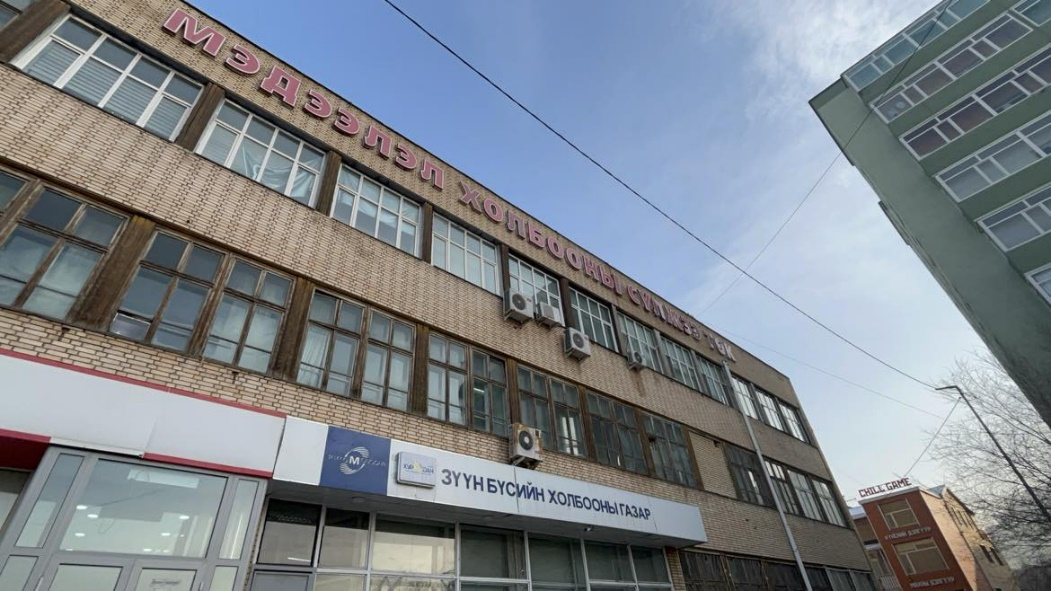 МЭДЭЭЛЭЛ ХОЛБООНЫ СҮЛЖЭЭ ХК
ЗҮҮН БҮСИЙН ХОЛБООНЫ ГАЗАР
CHILL GAME